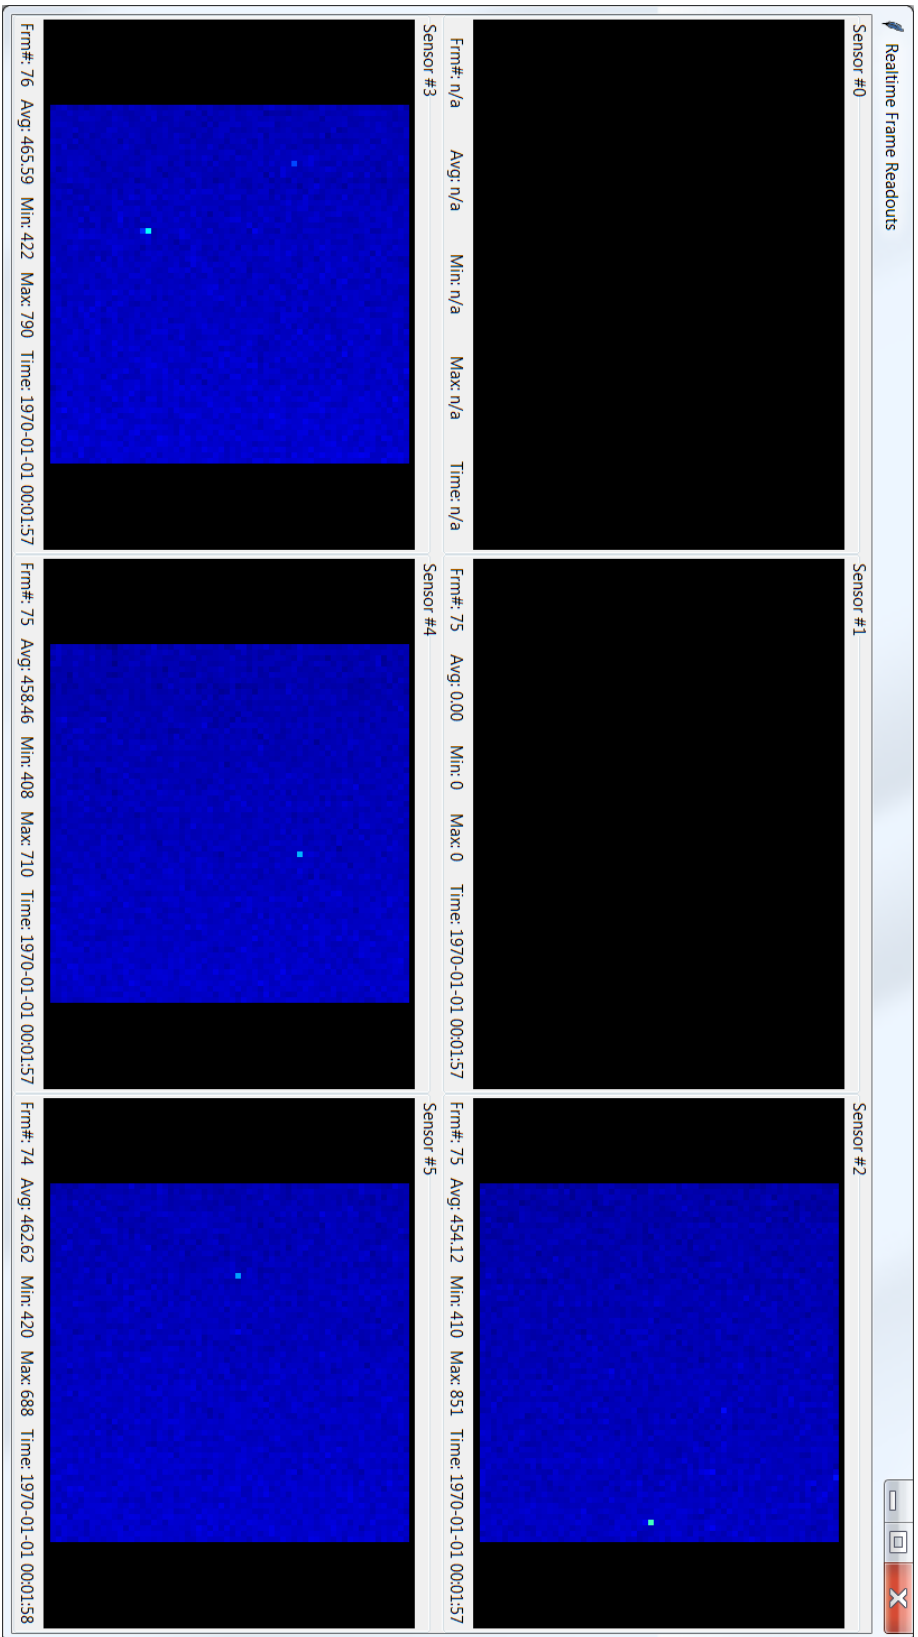 Realtime Frame Readouts
Sensor #0
Frm#: n/a Avg: n/a Min: n/a Max: n/a Time: n/a
Sensor #1
Frm#: 75 Avg: 0.00 Min: 0 Max: 0 Time: 1970-01-01 00:01:57
Sensor #2
Frm#: 75 Avg: 454.12 Min: 410 Max: 851 Time: 1970-01-01 00:01:57
Sensor #3
Frm#: 76 Avg: 465.59 Min: 422 Max: 790 Time: 1970-01-01 00:01:57
Sensor #4
Frm#: 75 Avg: 458.46 Min: 408 Max: 710 Time: 1970-01-01 00:01:57
Sensor #5
Frm#: 74 Avg: 462.62 Min: 420 Max: 688 Time: 1970-01-01 00:01:58